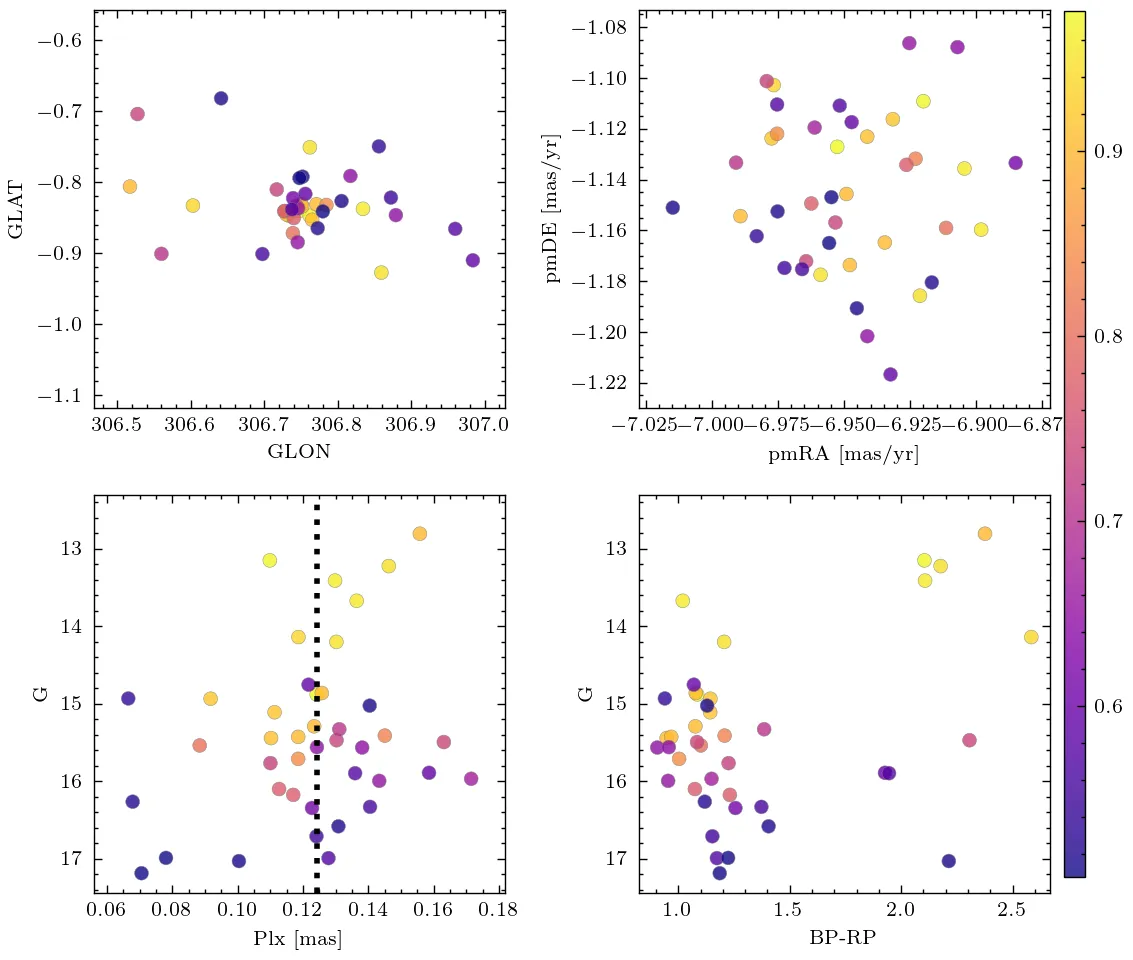 −0.6
−0.7
−0.8
−0.9
−1.0
−1.1
GLAT
306.5 306.6 306.7 306.8 306.9 307.0
GLON
−1.08
−1.10
−1.12
−1.14
−1.16
−1.18
−1.20
−1.22
pmDE [mas/yr]
−7.025 −7.000 −6.975 −6.950 −6.925 −6.900 −6.87
pmRA [mas/yr]
0.9
0.8
0.7
0.6
13
14
15
16
17
G
0.06 0.08 0.10 0.12 0.14 0.16 0.18
Plx [mas]
13
14
15
16
17
G
1.0 1.5 2.0 2.5
BP-RP